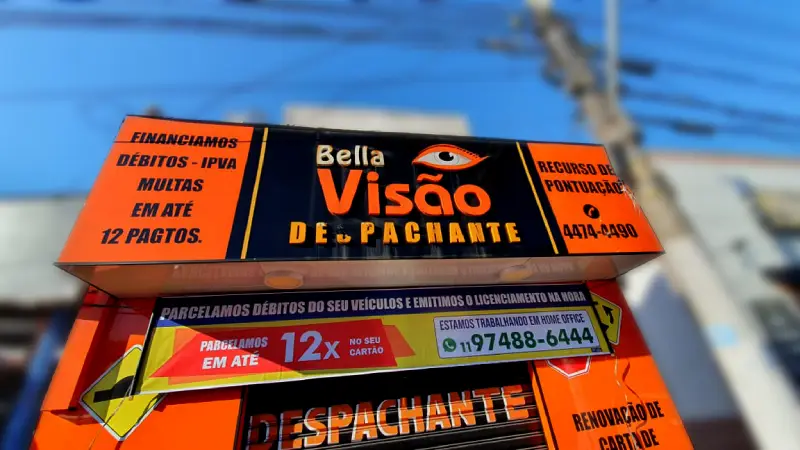 FINANCIAMOS
DÉBITOS - IPVA
MULTAS
EM ATÉ
12 PAGTOS.
Bella
Visão
DESPACHANTE
RECURSO DE
PONTUAÇÃO
4474-4490
PARCELAMOS DÉBITOS DO SEU VEÍCULOS E EMITIMOS O LICENCIAMENTO NA HORA
PARCELAMOS
EM ATÉ
12x
NO SEU
CARTÃO
ESTAMOS TRABALHANDO EM HOME OFFICE
11 97488-6444
DESPACHANTE
RENOVAÇÃO DE
CARTA DE